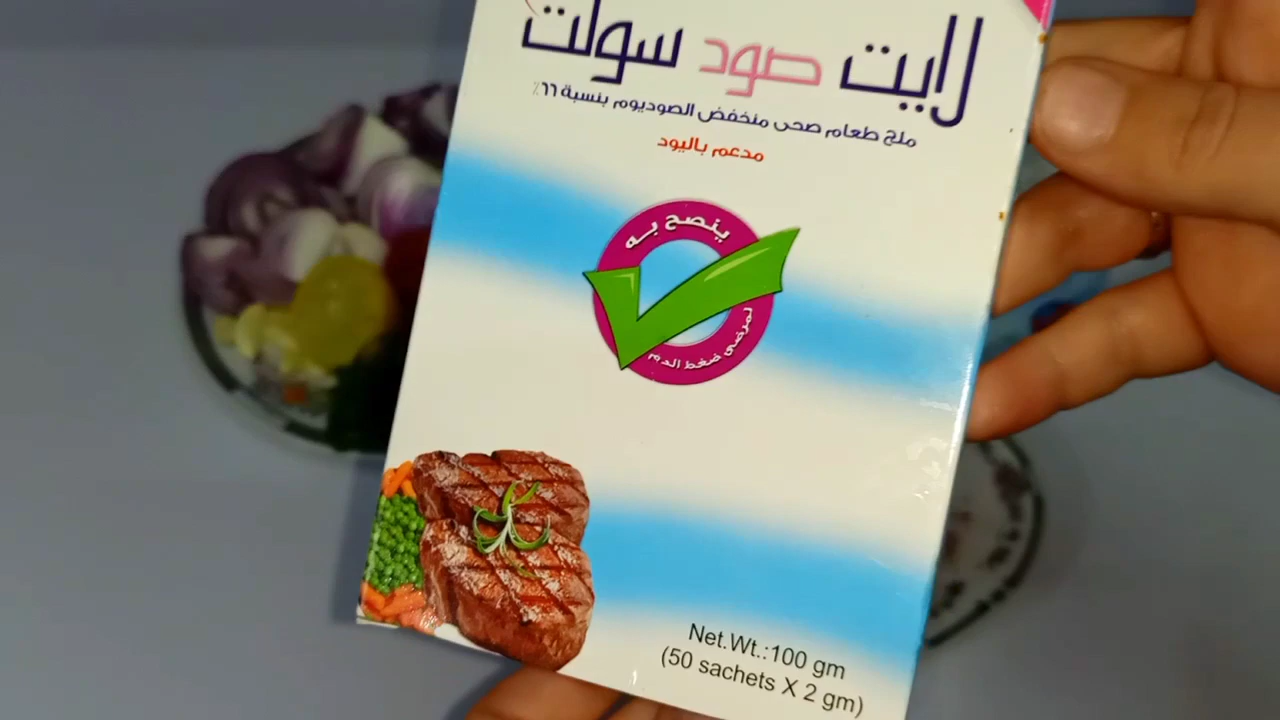 لايت صود سولت
ملح طعام صحى منخفض الصوديوم بنسبة ٦٦٪
مدعم باليود
ينصح به
لمرضى ضغط الدم
Net.Wt.:100 gm
(50 sachets X 2 gm)